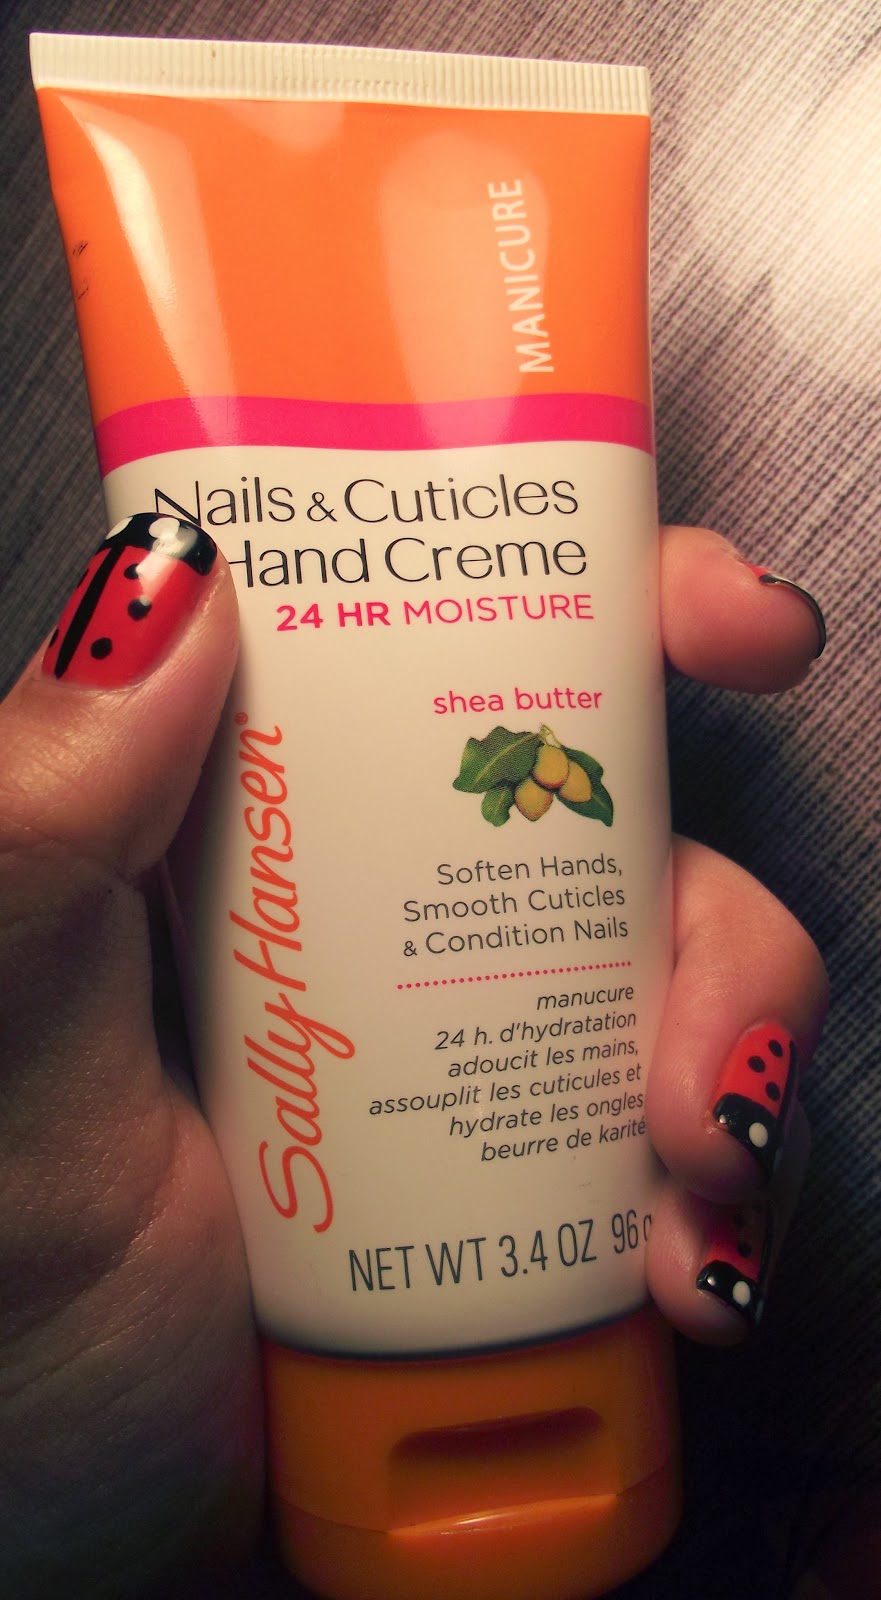 MANICURE
Nails & Cuticles
Hand Creme
24 HR MOISTURE
shea butter
Soften Hands,
Smooth Cuticles
& Condition Nails
manucure
24 h. d'hydratation
adoucit les mains,
assouplit les cuticules et
hydrate les ongles
beurre de karité
Sally Hansen®
NET WT 3.4 OZ 96 g